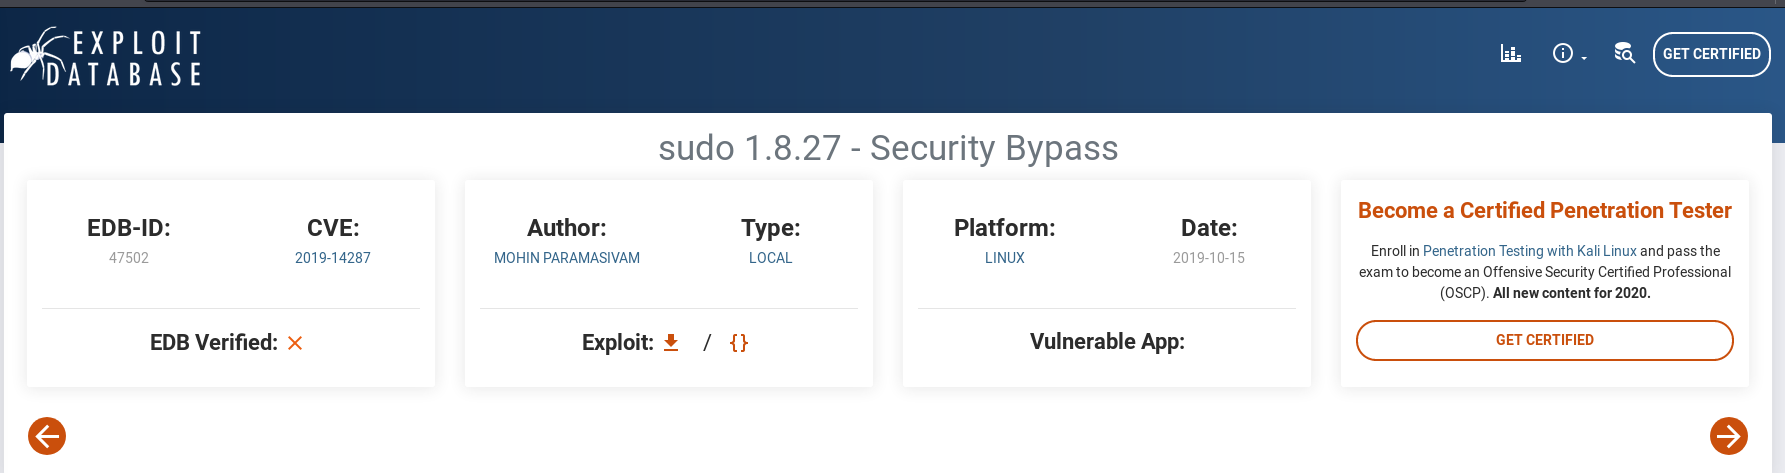 EXPLOIT
DATABASE
GET CERTIFIED
sudo 1.8.27 - Security Bypass
EDB-ID:
47502
CVE:
2019-14287
EDB Verified:
Author:
MOHIN PARAMASIVAM
Type:
LOCAL
Exploit: / {}
Platform:
LINUX
Date:
2019-10-15
Vulnerable App:
Become a Certified Penetration Tester
Enroll in Penetration Testing with Kali Linux and pass the
exam to become an Offensive Security Certified Professional
(OSCP). All new content for 2020.
GET CERTIFIED